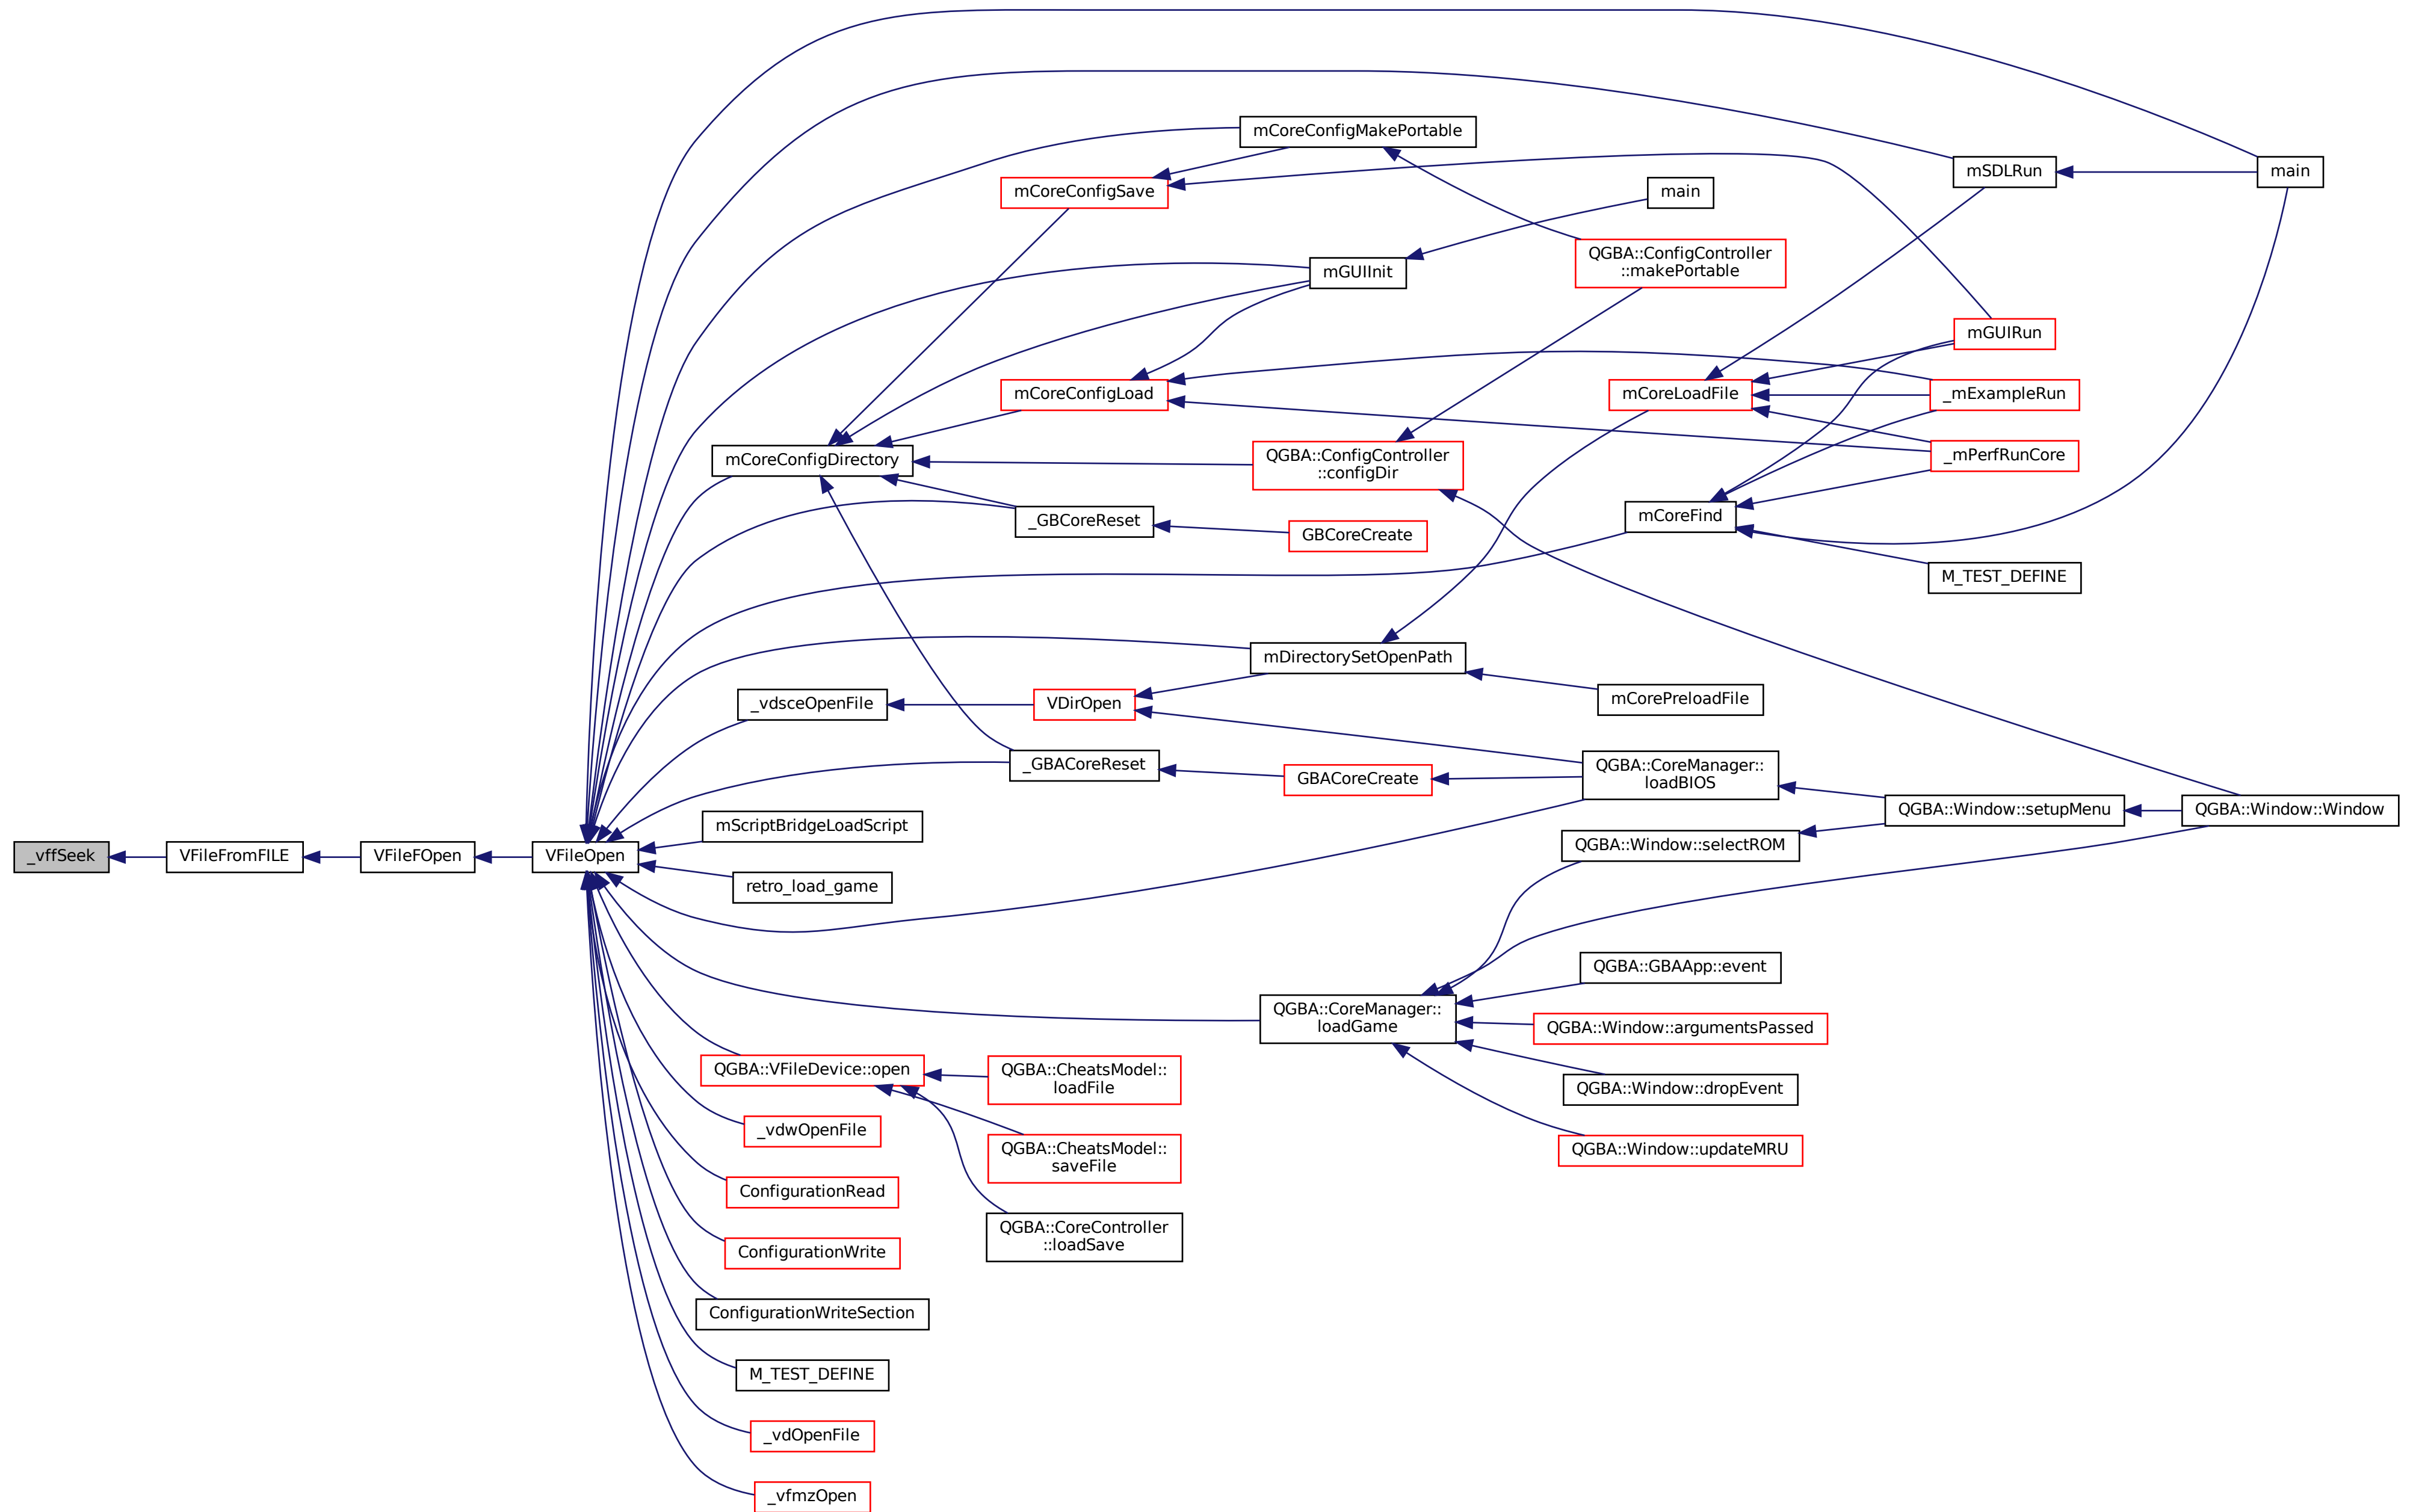 mCoreConfigMakePortable
mSDLRun
main
mCoreConfigSave
main
QGBA::ConfigController
::makePortable
mGUIInit
mGUIRun
mCoreConfigLoad
mCoreLoadFile
_mExampleRun
mCoreConfigDirectory
QGBA::ConfigController
::configDir
_mPerfRunCore
_GBCoreReset
GBCoreCreate
mCoreFind
M_TEST_DEFINE
mDirectorySetOpenPath
_vdsceOpenFile
VDirOpen
mCorePreloadFile
_GBACoreReset
GBACoreCreate
QGBA::CoreManager::
loadBIOS
QGBA::Window::setupMenu
QGBA::Window::Window
mScriptBridgeLoadScript
QGBA::Window::selectROM
_vffSeek
VFileFromFILE
VFileFOpen
VFileOpen
retro_load_game
QGBA::GBAApp::event
QGBA::CoreManager::
loadGame
QGBA::Window::argumentsPassed
QGBA::VFileDevice::open
QGBA::CheatsModel::
loadFile
QGBA::Window::dropEvent
_vdwOpenFile
QGBA::CheatsModel::
saveFile
QGBA::Window::updateMRU
ConfigurationRead
QGBA::CoreController
::loadSave
ConfigurationWrite
ConfigurationWriteSection
M_TEST_DEFINE
_vdOpenFile
_vfmzOpen